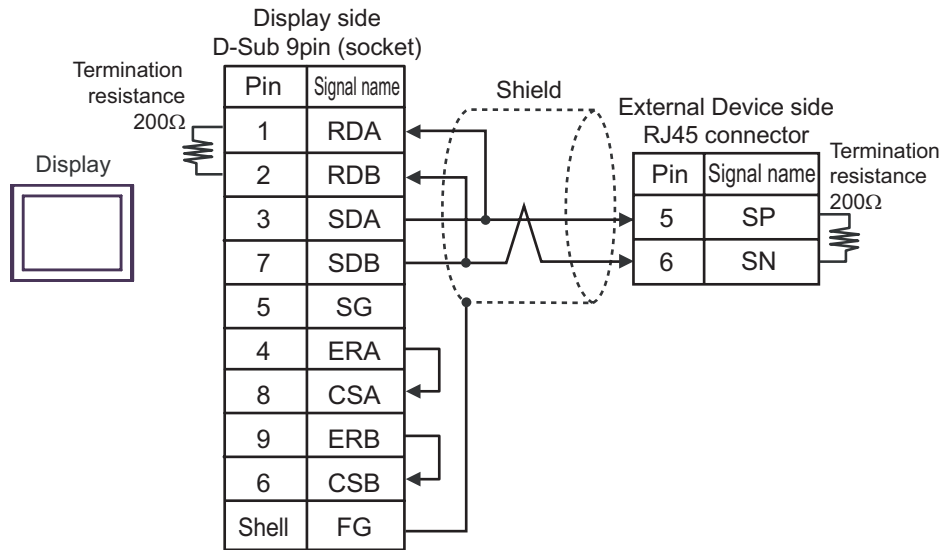 Display side
D-Sub 9pin (socket)
Termination
resistance
200Ω
Display
Pin Signal name
1 RDA
2 RDB
3 SDA
7 SDB
5 SG
4 ERA
8 CSA
9 ERB
6 CSB
Shell FG
Shield
External Device side
RJ45 connector
Pin Signal name
5 SP
6 SN
Termination
resistance
200Ω